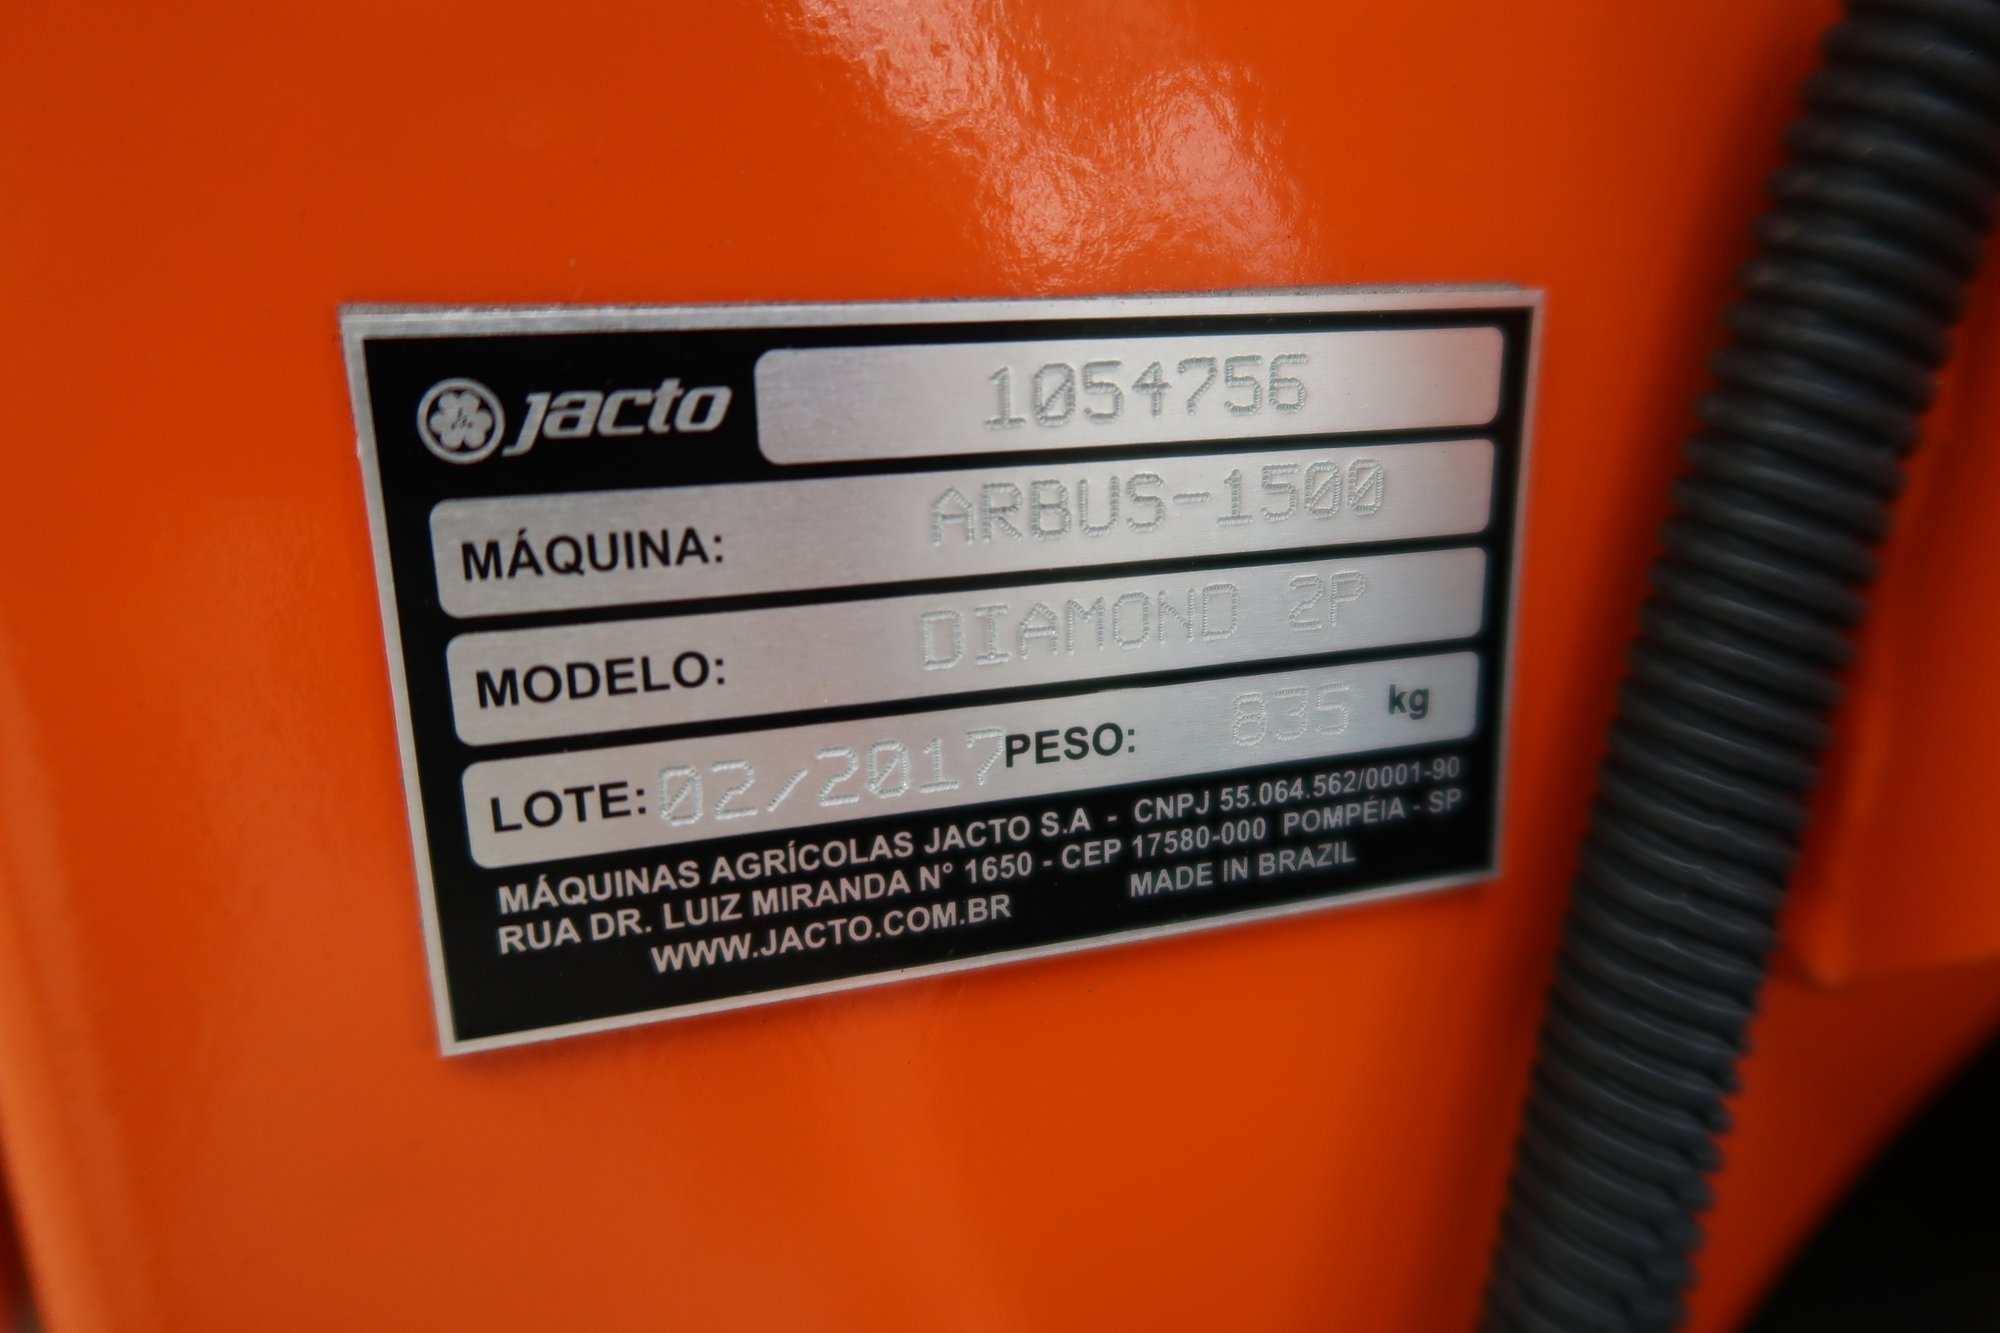 jacto 1054756
MÁQUINA: ARBUS-1500
MODELO: DIAMOND 2P
LOTE: 02/2017 PESO: 835 kg
MÁQUINAS AGRÍCOLAS JACTO S.A - CNPJ 55.064.562/0001-90
RUA DR. LUIZ MIRANDA N° 1650 - CEP 17580-000 POMPÉIA - SP
WWW.JACTO.COM.BR MADE IN BRAZIL